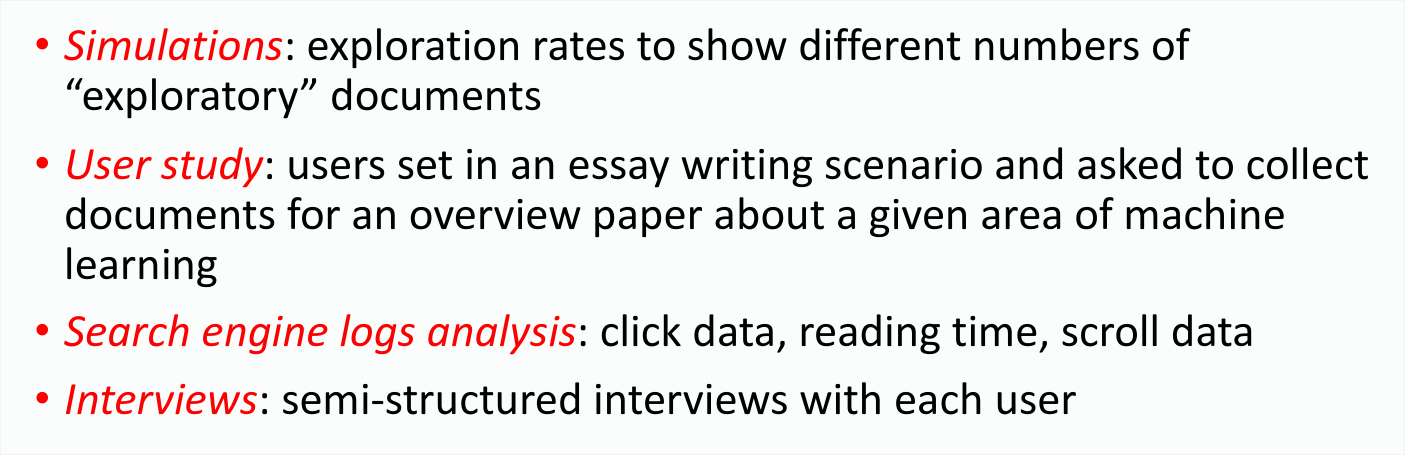 • Simulations: exploration rates to show different numbers of
“exploratory” documents
• User study: users set in an essay writing scenario and asked to collect
documents for an overview paper about a given area of machine
learning
• Search engine logs analysis: click data, reading time, scroll data
• Interviews: semi-structured interviews with each user